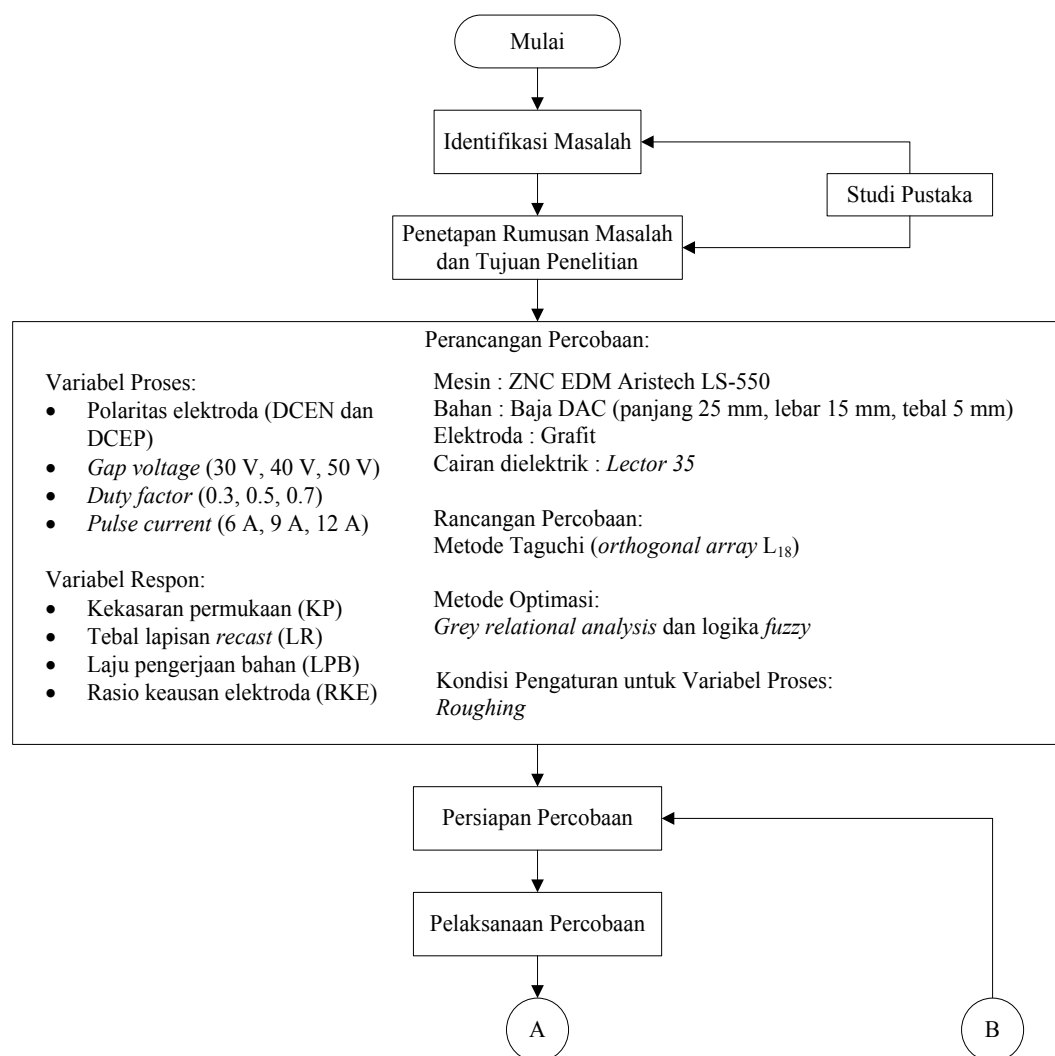 Mulai
Identifikasi Masalah
Studi Pustaka
Penetapan Rumusan Masalah
dan Tujuan Penelitian
Perancangan Percobaan:
Variabel Proses:
• Polaritas elektroda (DCEN dan
DCEP)
• Gap voltage (30 V, 40 V, 50 V)
• Duty factor (0.3, 0.5, 0.7)
• Pulse current (6 A, 9 A, 12 A)
Variabel Respon:
• Kekasaran permukaan (KP)
• Tebal lapisan recast (LR)
• Laju pengerjaan bahan (LPB)
• Rasio keausan elektroda (RKE)
Mesin : ZNC EDM Aristech LS-550
Bahan : Baja DAC (panjang 25 mm, lebar 15 mm, tebal 5 mm)
Elektroda : Grafit
Cairan dielektrik : Lector 35
Rancangan Percobaan:
Metode Taguchi (orthogonal array L₁₈)
Metode Optimasi:
Grey relational analysis dan logika fuzzy
Kondisi Pengaturan untuk Variabel Proses:
Roughing
Persiapan Percobaan
Pelaksanaan Percobaan
A
B